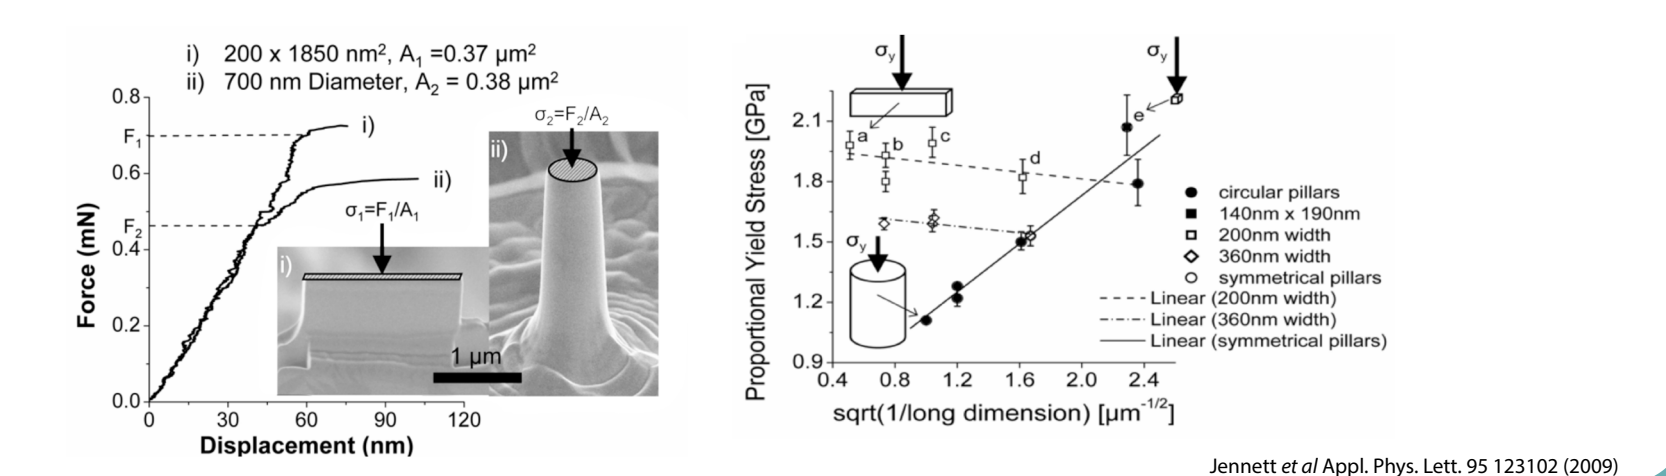 i) 200 x 1850 nm², A₁ =0.37 µm²
ii) 700 nm Diameter, A₂ = 0.38 µm²
0.8
F₁
0.6
F₂
0.4
0.2
0.0
Force (mN)
i)
ii)
σ₁=F₁/A₁
i)
1 µm
σ₂=F₂/A₂
ii)
0 30 60 90 120
Displacement (nm)
Proportional Yield Stress [GPa]
2.1
1.8
1.5
1.2
0.9
σy
σy
a
b
c
d
e
σy
circular pillars
140nm x 190nm
200nm width
360nm width
symmetrical pillars
Linear (200nm width)
Linear (360nm width)
Linear (symmetrical pillars)
0.4 0.8 1.2 1.6 2.0 2.4
sqrt(1/long dimension) [µm⁻¹/²]
Jennett et al Appl. Phys. Lett. 95 123102 (2009)